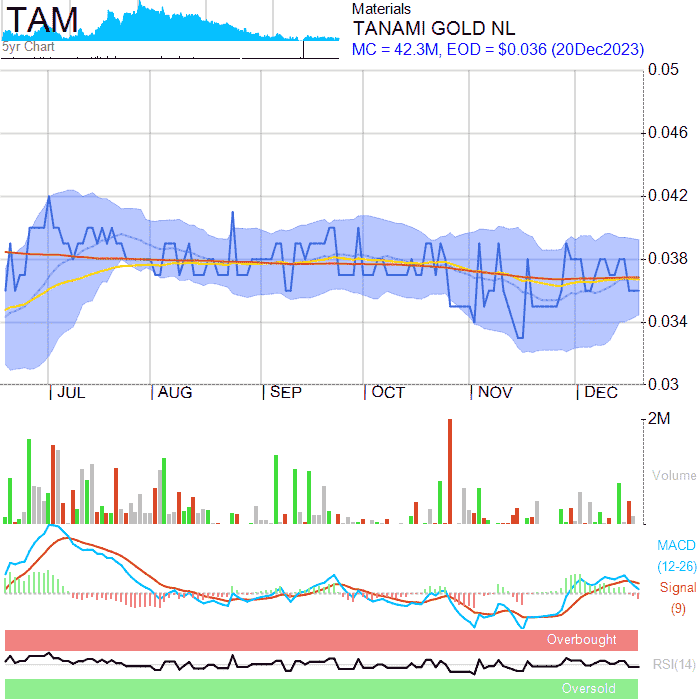 TAM
5yr Chart
Materials
TANAMI GOLD NL
MC = 42.3M, EOD = $0.036 (20Dec2023)
0.05
0.046
0.042
0.038
0.034
0.03
JUL AUG SEP OCT NOV DEC
2M
Volume
MACD
(12-26)
Signal
(9)
Overbought
RSI(14)
Oversold